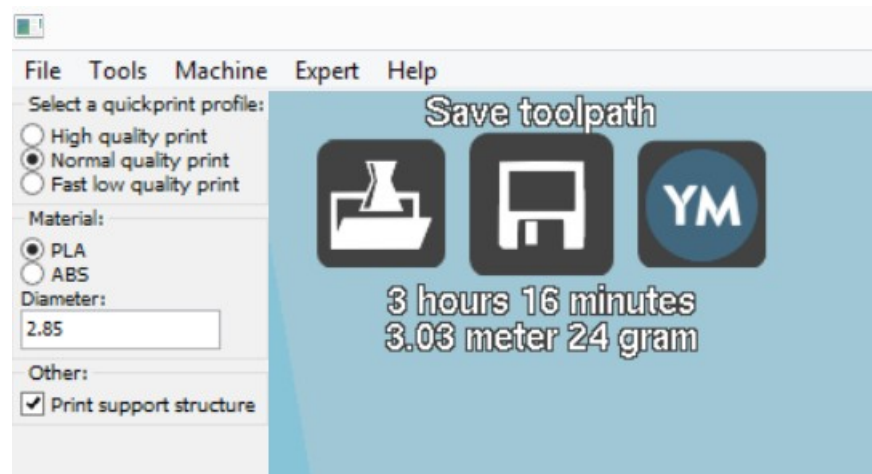 File Tools Machine Expert Help
Select a quickprint profile:
High quality print
Normal quality print
Fast low quality print
Material:
PLA
ABS
Diameter:
2.85
Other:
Print support structure
Save toolpath
YM
3 hours 16 minutes
3.03 meter 24 gram